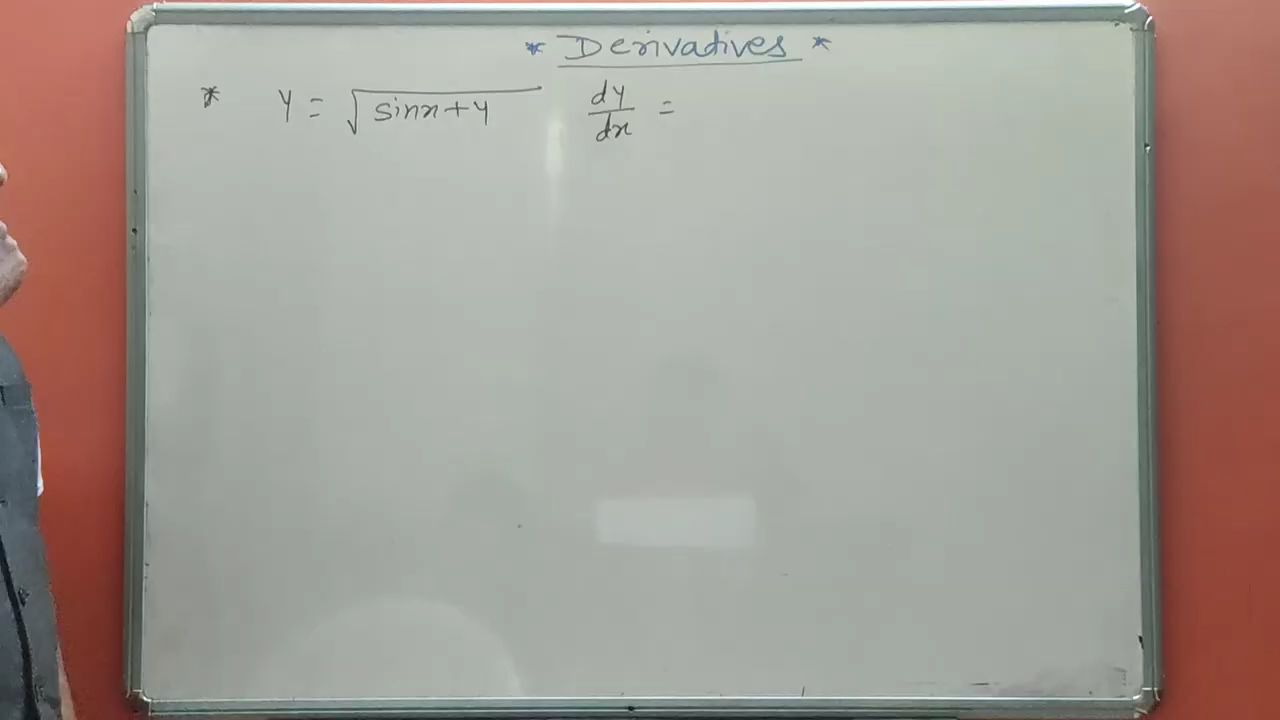 * Derivatives *
* y = √(sinx+y) dy/dx =